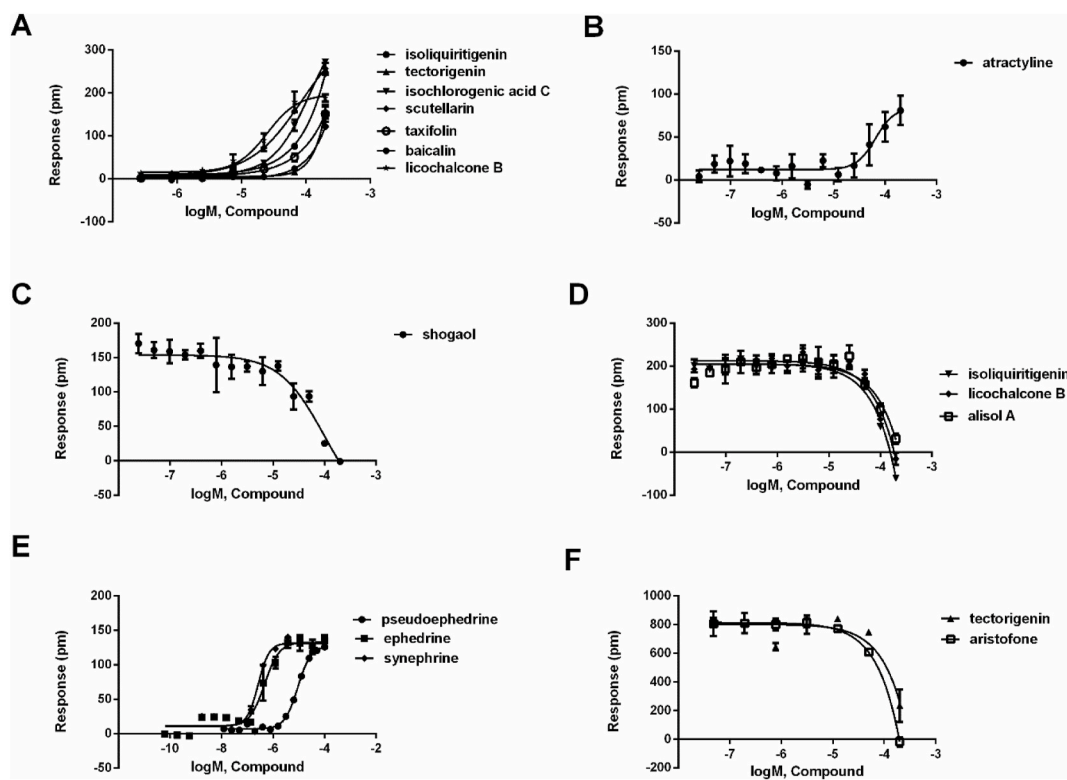 A
300
200
100
0
-100
-6
-5
-4
-3
Response (pm)
logM, Compound
isoliquiritigenin
tectorigenin
isochlorogenic acid C
scutellarin
taxifolin
baicalin
licochalcone B
B
150
100
50
0
-50
-7
-6
-5
-4
-3
Response (pm)
logM, Compound
atractyline
C
200
150
100
50
0
50
-7
-6
-5
-4
-3
Response (pm)
logM, Compound
shogaol
D
300
200
100
0
-100
-7
-6
-5
-4
-3
Response (pm)
logM, Compound
isoliquiritigenin
licochalcone B
alisol A
E
200
150
100
50
0
50
-10
-8
-6
-4
-2
Response (pm)
logM, Compound
pseudoephedrine
ephedrine
synephrine
F
1000
800
600
400
200
0
-200
-7
-6
-5
-4
-3
Response (pm)
logM, Compound
tectorigenin
aristofone